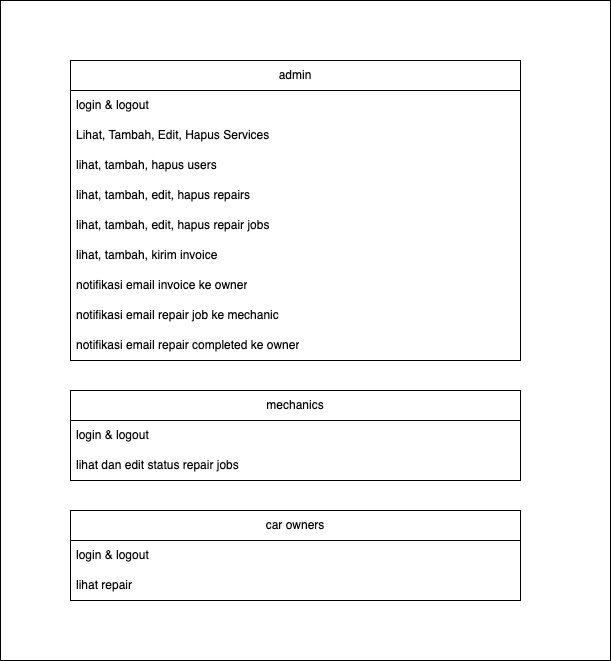 admin
login & logout
Lihat, Tambah, Edit, Hapus Services
lihat, tambah, hapus users
lihat, tambah, edit, hapus repairs
lihat, tambah, edit, hapus repair jobs
lihat, tambah, kirim invoice
notifikasi email invoice ke owner
notifikasi email repair job ke mechanic
notifikasi email repair completed ke owner
mechanics
login & logout
lihat dan edit status repair jobs
car owners
login & logout
lihat repair